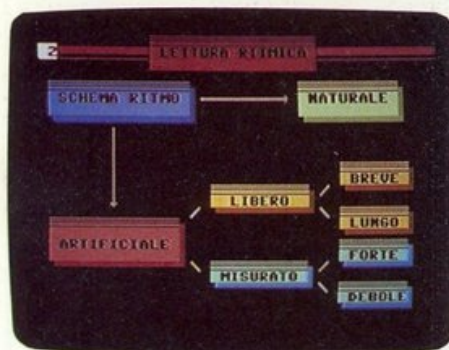 2
LETTURA RITMICA
SCHEMA RITMO
NATURALE
BREVE
LIBERO
LUNGO
ARTIFICIALE
FORTE
MISURATO
DEBOLE